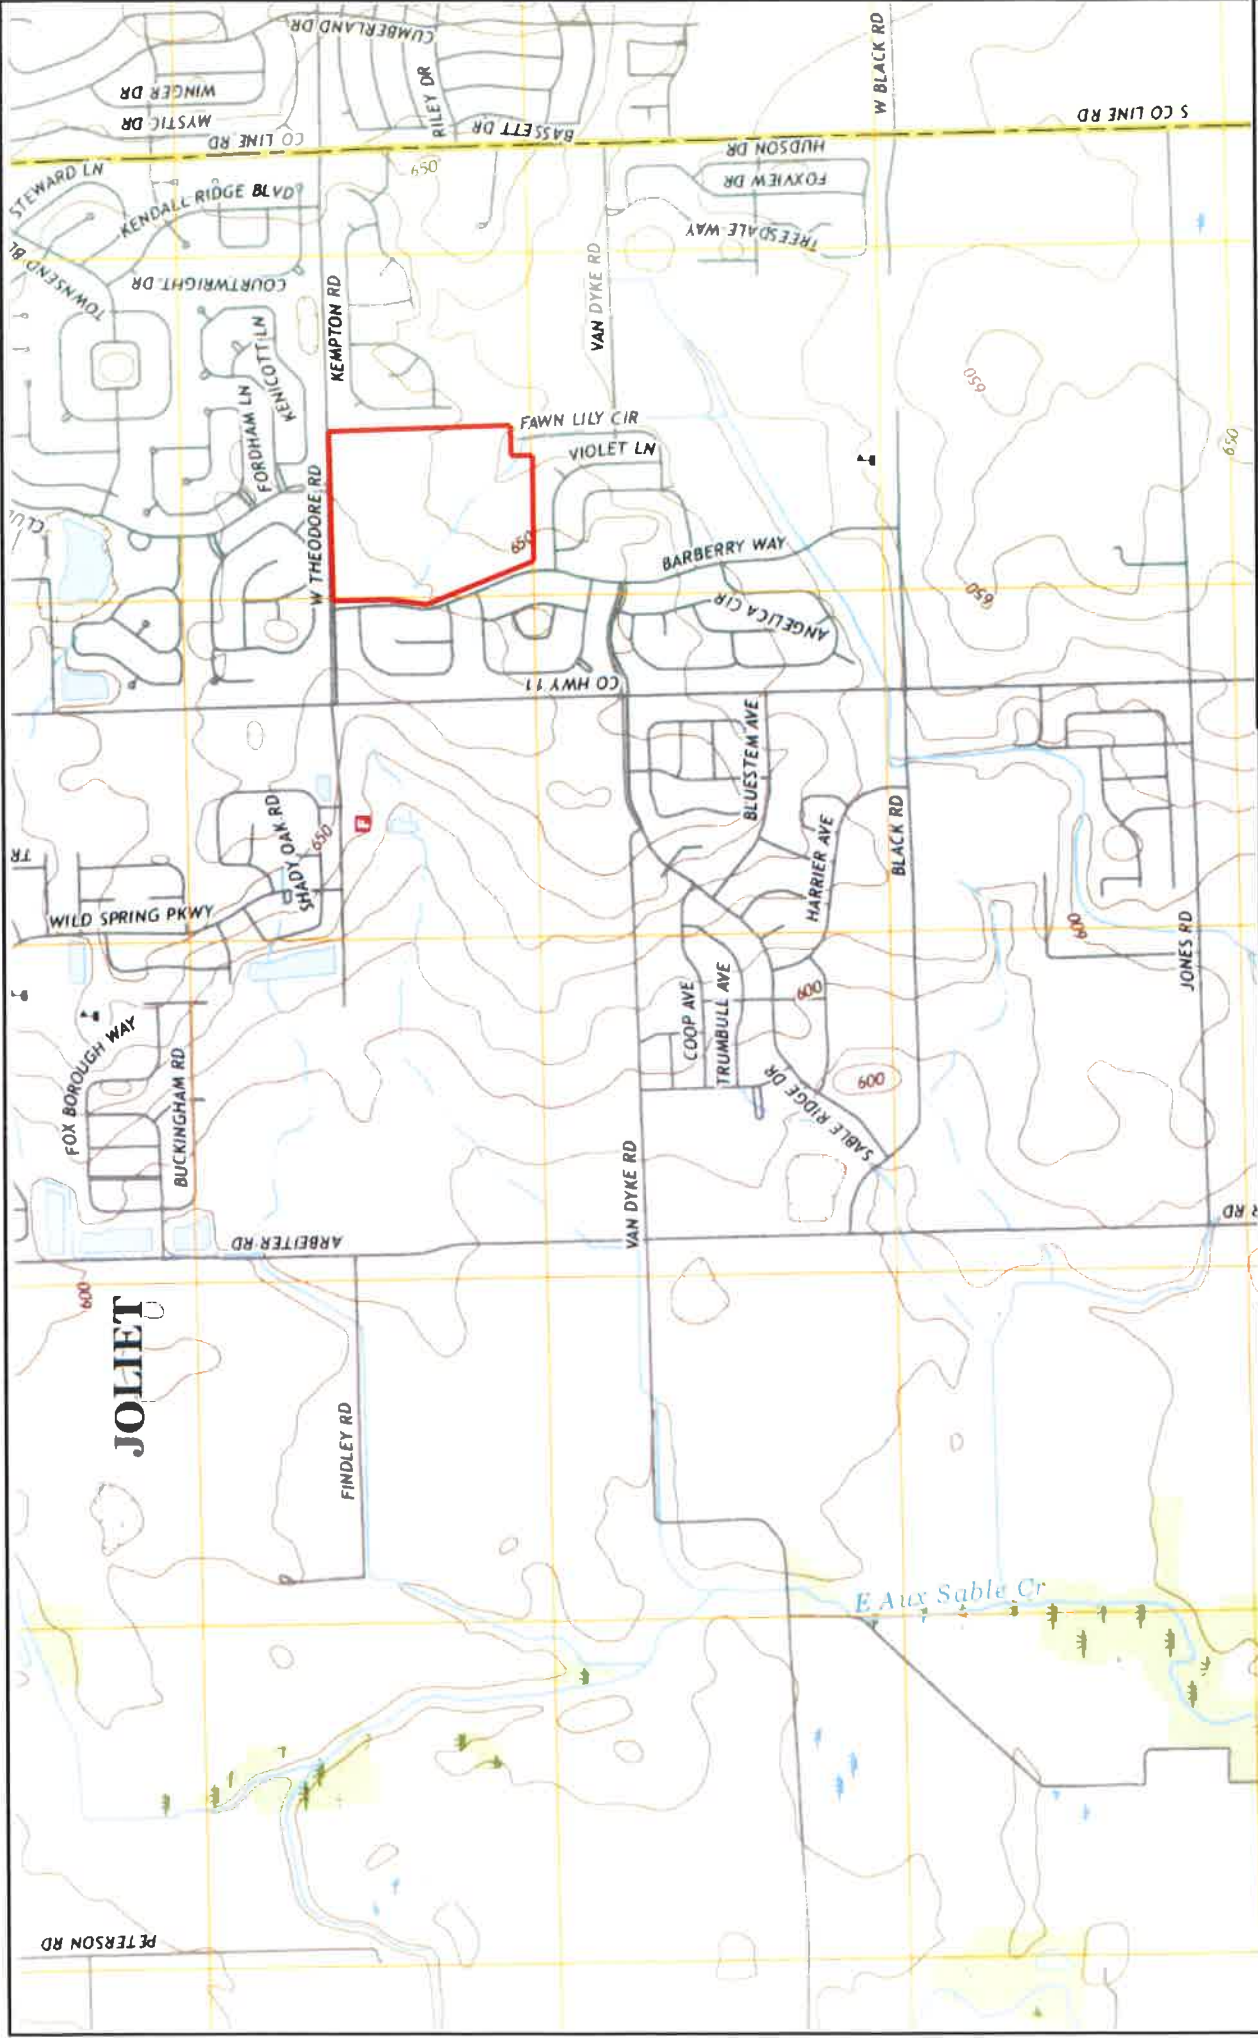 CUMBERLAND DR
WINGER DR
MYSTIC DR
CO LINE RD
RILEY DR
BASSETT DR
W BLACK RD
S CO LINE RD
STEWARD LN
KENDALL RIDGE BLVD
650
HUDSON DR
FOXVIEW DR
TREESDALE WAY
TOWNSEND BL
COURTWRIGHT DR
KEMPTON RD
VAN DYKE RD
KENICOTT LN
FORDHAM LN
650
FAWN LILY CIR
VIOLET LN
650
W THEODORE RD
650
BARBERRY WAY
650
ANGELICA CIR
CO HWY 11
BLUESTEM AVE
SHADY OAK RD
650
F
HARRIER AVE
BLACK RD
TR
WILD SPRING PKWY
600
JONES RD
COOP AVE
TRUMBULL AVE
600
FOX BOROUGH WAY
BUCKINGHAM RD
SABLE RIDGE DR
600
VAN DYKE RD
ARBEITER RD
R RD
600
JOLIET
FINDLEY RD
E Aux Sable Cr
PETERSON RD